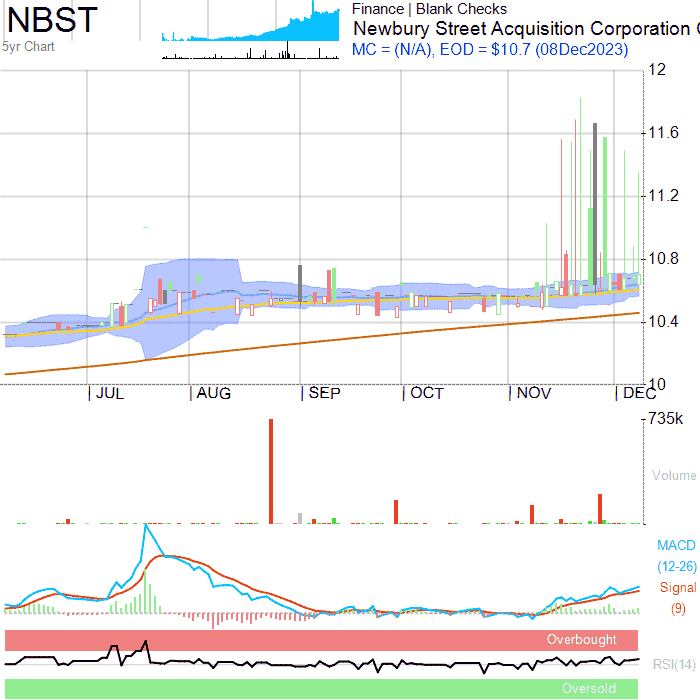 NBST
5yr Chart
Finance | Blank Checks
Newbury Street Acquisition Corporation
MC = (N/A), EOD = $10.7 (08Dec2023)
12
11.6
11.2
10.8
10.4
10
JUL AUG SEP OCT NOV DEC
735k
Volume
MACD
(12-26)
Signal
(9)
Overbought
RSI(14)
Oversold